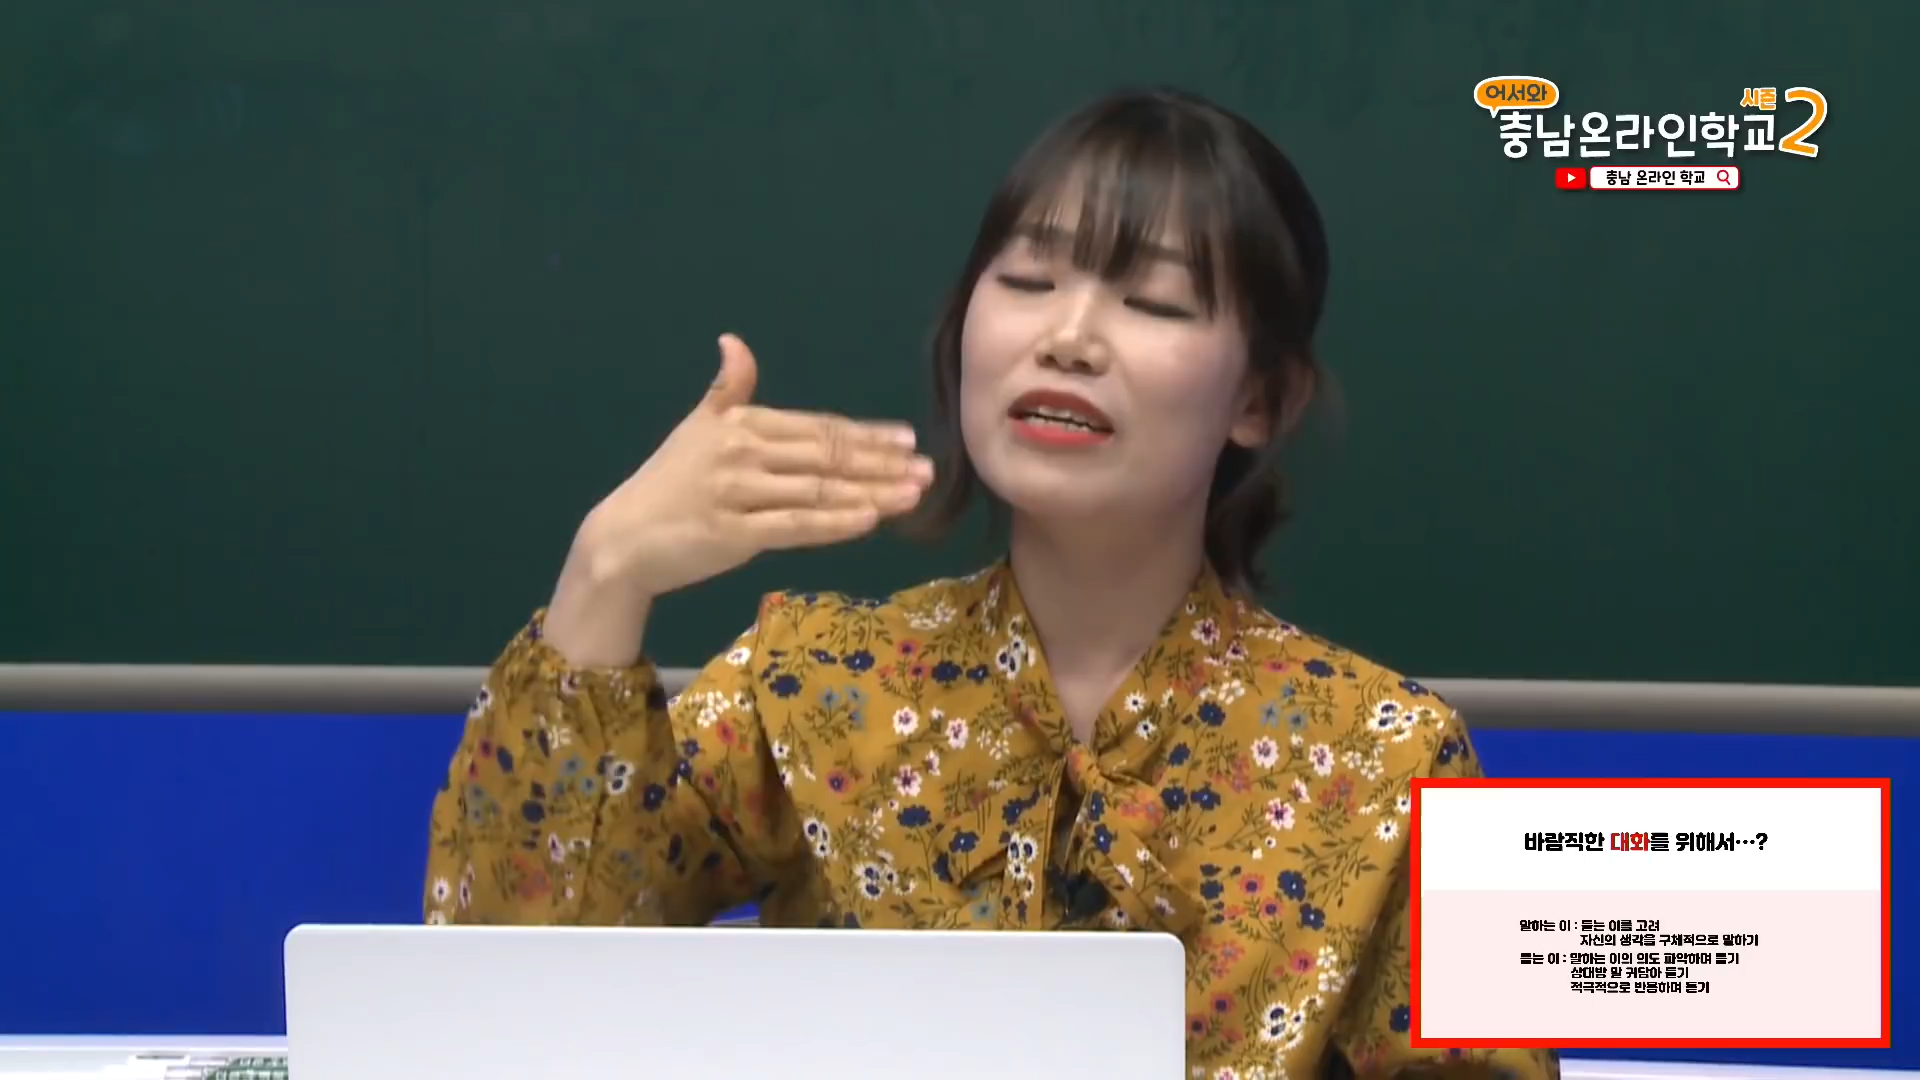 어서와
시즌
충남온라인학교2
충남 온라인 학교
바람직한 대화를 위해서…?
말하는 이 : 듣는 이를 고려
자신의 생각을 구체적으로 말하기
듣는 이 : 말하는 이의 의도 파악하며 듣기
상대방 말 귀담아 듣기
적극적으로 반응하며 듣기